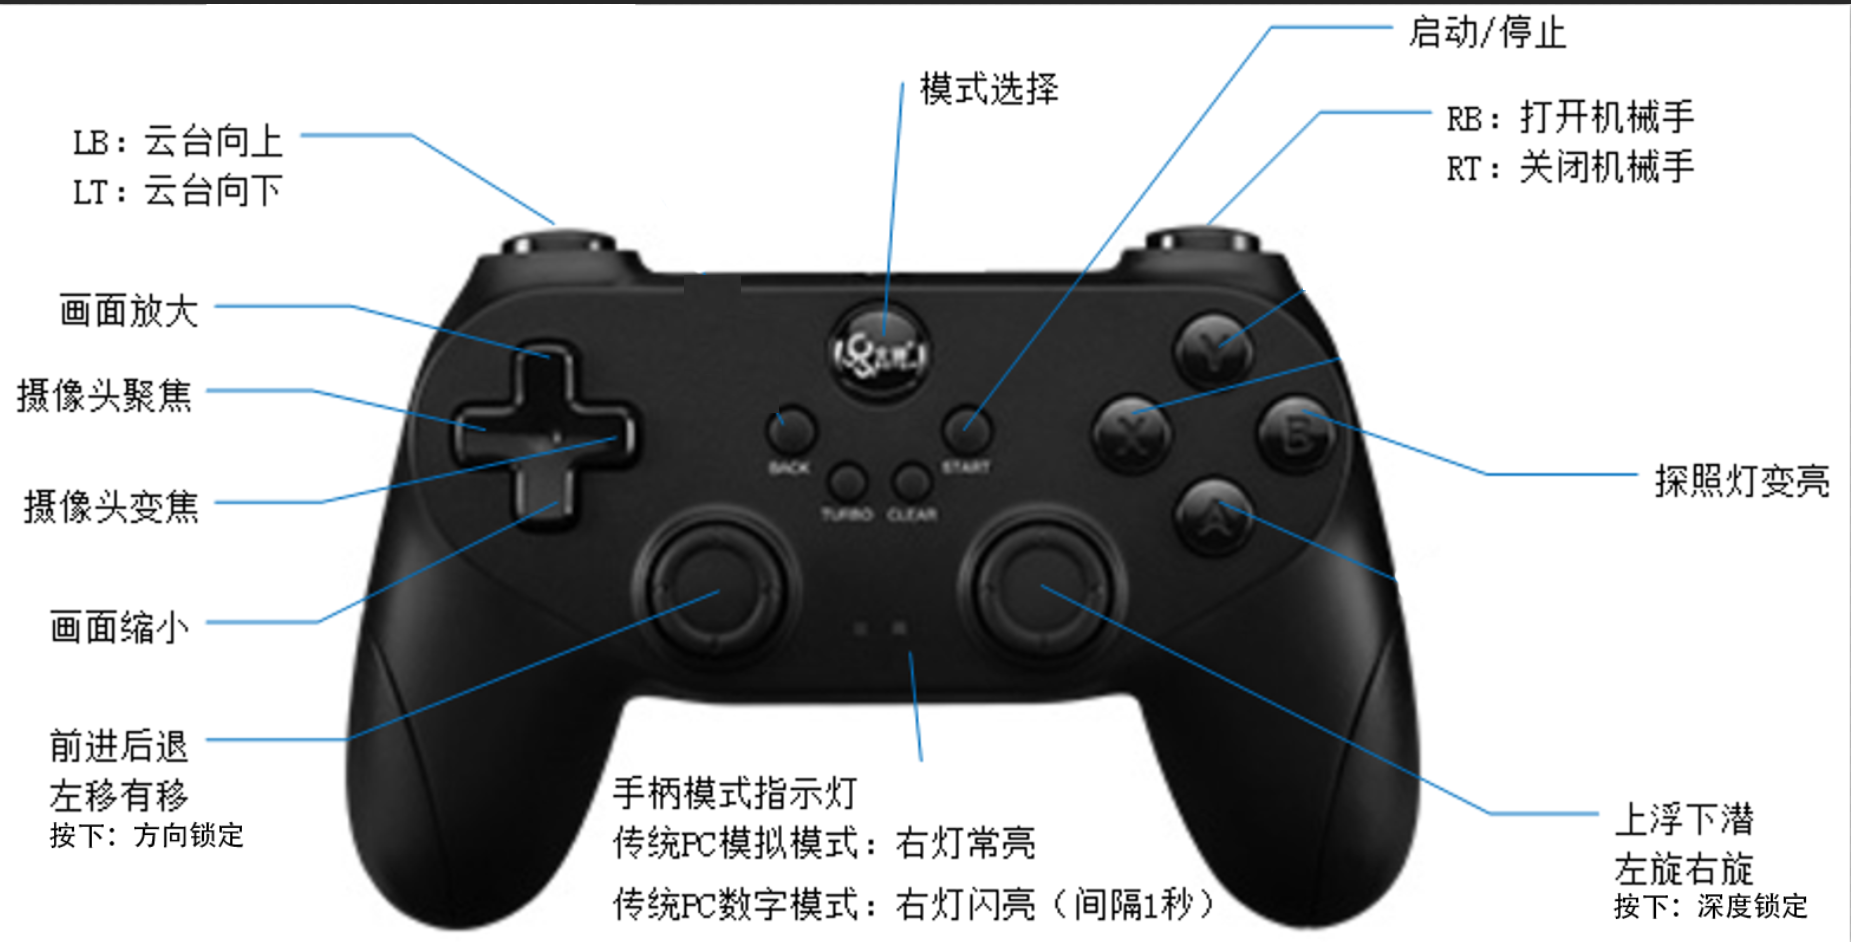 启动/停止
模式选择
LB：云台向上
LT：云台向下
RB：打开机械手
RT：关闭机械手
画面放大
摄像头聚焦
摄像头变焦
画面缩小
前进后退
左移有移
按下：方向锁定
Y
X
B
A
BACK
START
TURBO
CLEAR
探照灯变亮
手柄模式指示灯
传统PC模拟模式：右灯常亮
传统PC数字模式：右灯闪亮（间隔1秒）
上浮下潜
左旋右旋
按下：深度锁定